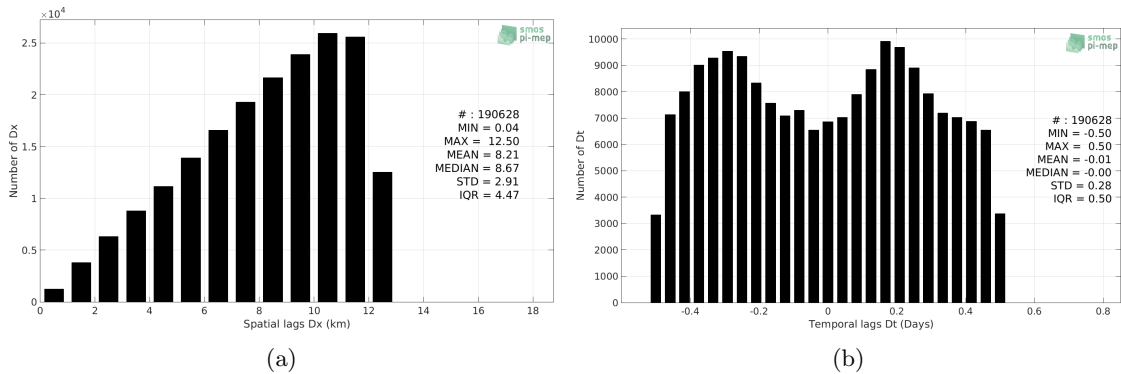 ×10⁴
2.5
2
1.5
1
0.5
0
Number of Dx
0 2 4 6 8 10 12 14 16 18
Spatial lags Dx (km)
smos
pi-mep
# : 190628
MIN = 0.04
MAX = 12.50
MEAN = 8.21
MEDIAN = 8.67
STD = 2.91
IQR = 4.47
(a)
10000
9000
8000
7000
6000
5000
4000
3000
2000
1000
0
Number of Dt
-0.4 -0.2 0 0.2 0.4 0.6 0.8
Temporal lags Dt (Days)
smos
pi-mep
# : 190628
MIN = -0.50
MAX = 0.50
MEAN = -0.01
MEDIAN = -0.00
STD = 0.28
IQR = 0.50
(b)